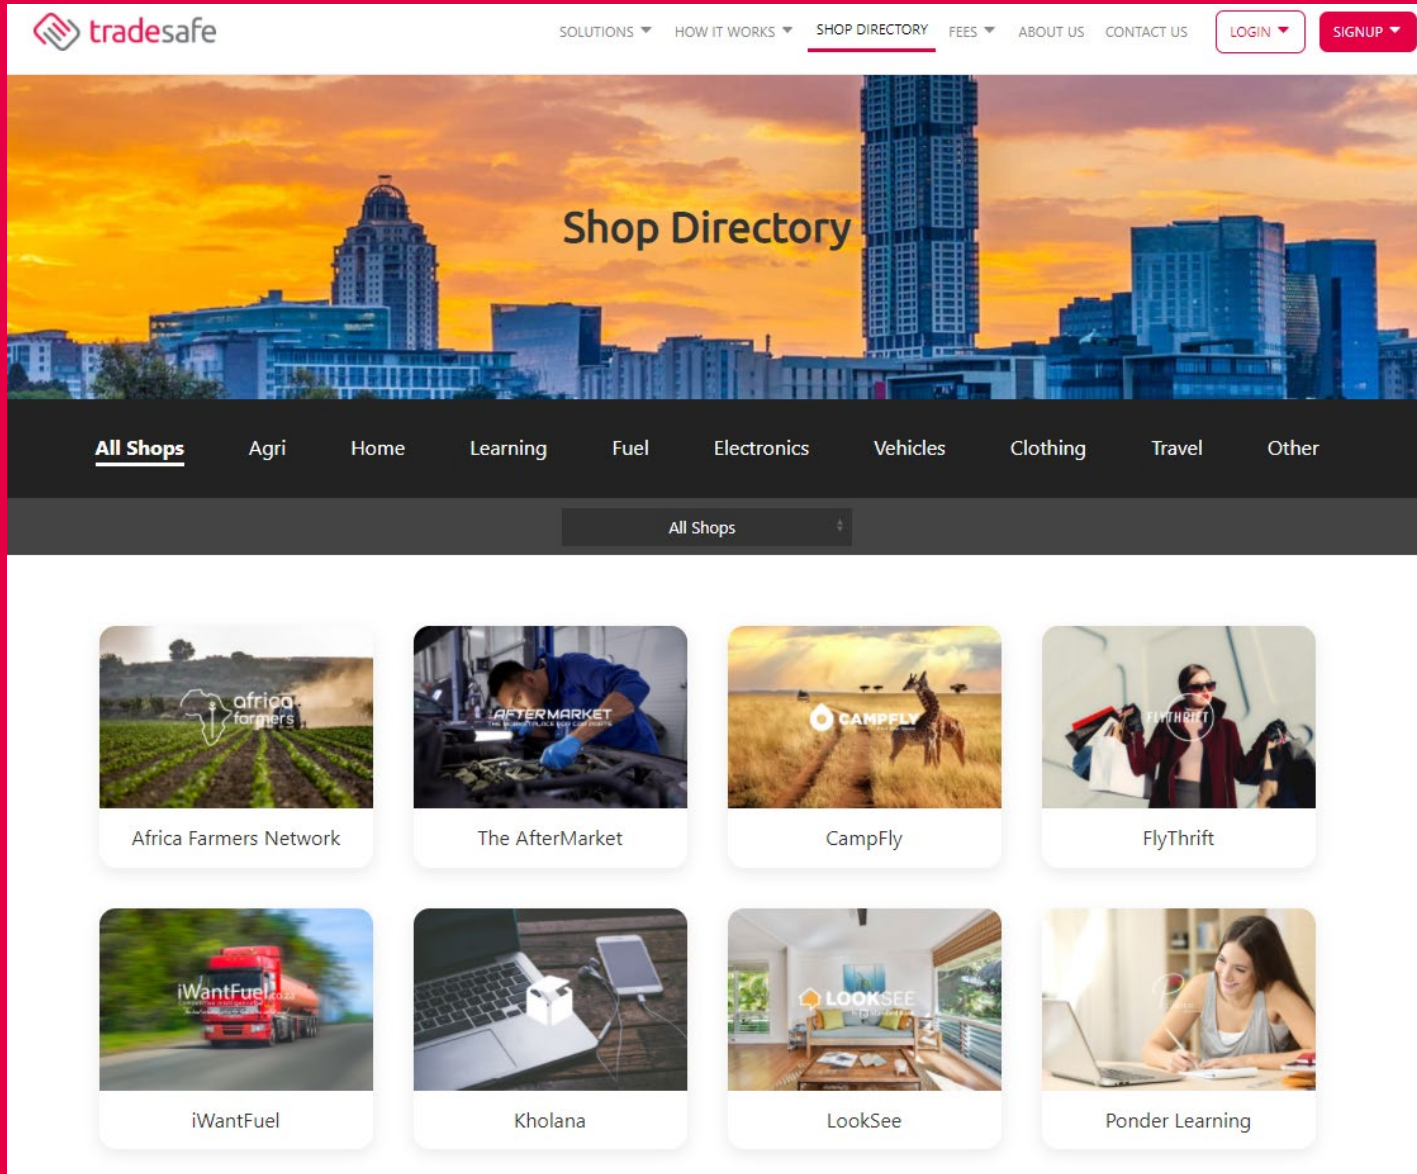 tradesafe
SOLUTIONS HOW IT WORKS SHOP DIRECTORY FEES ABOUT US CONTACT US LOGIN SIGNUP
Shop Directory
All Shops Agri Home Learning Fuel Electronics Vehicles Clothing Travel Other
All Shops
africa
farmers
AFTERMARKET
CAMPFLY
FLYTHRIFT
Africa Farmers Network
The AfterMarket
CampFly
FlyThrift
iWantFuel.co.za
LOOKSEE
iWantFuel
Kholana
LookSee
Ponder Learning